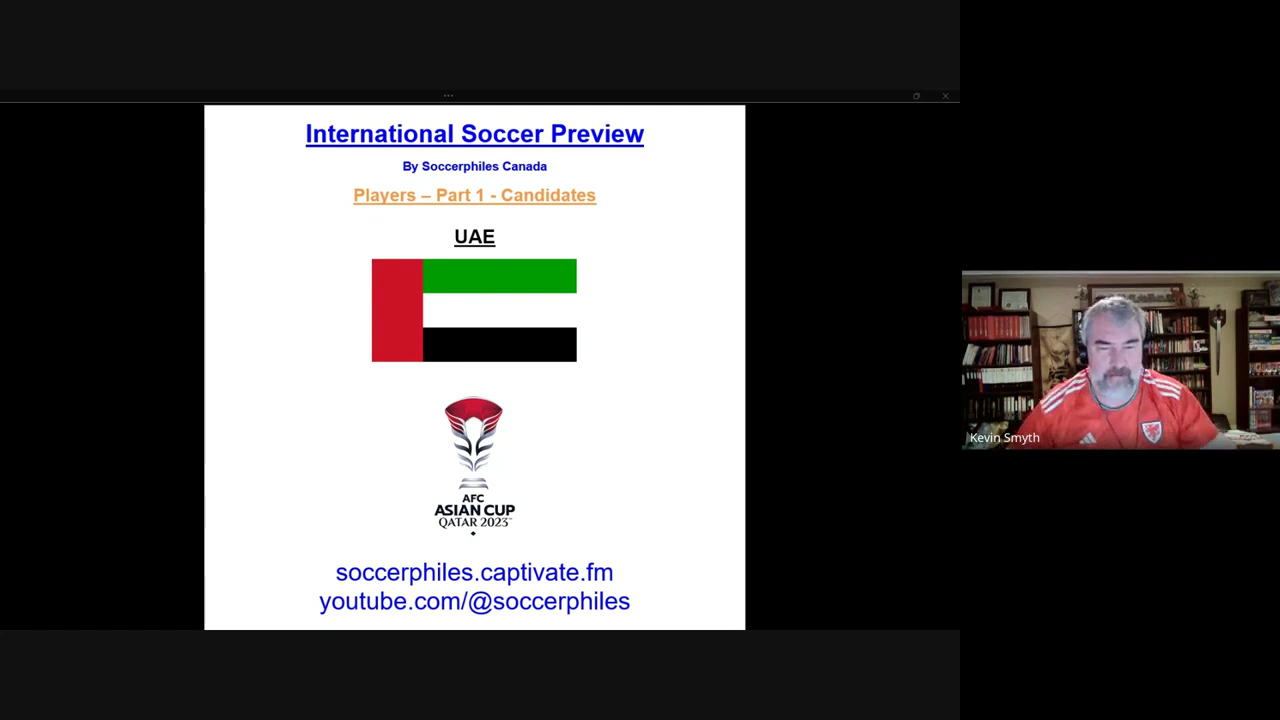 International Soccer Preview
By Soccerphiles Canada
Players – Part 1 - Candidates
UAE
AFC
ASIAN CUP
QATAR 2023™
soccerphiles.captivate.fm
youtube.com/@soccerphiles
Kevin Smyth